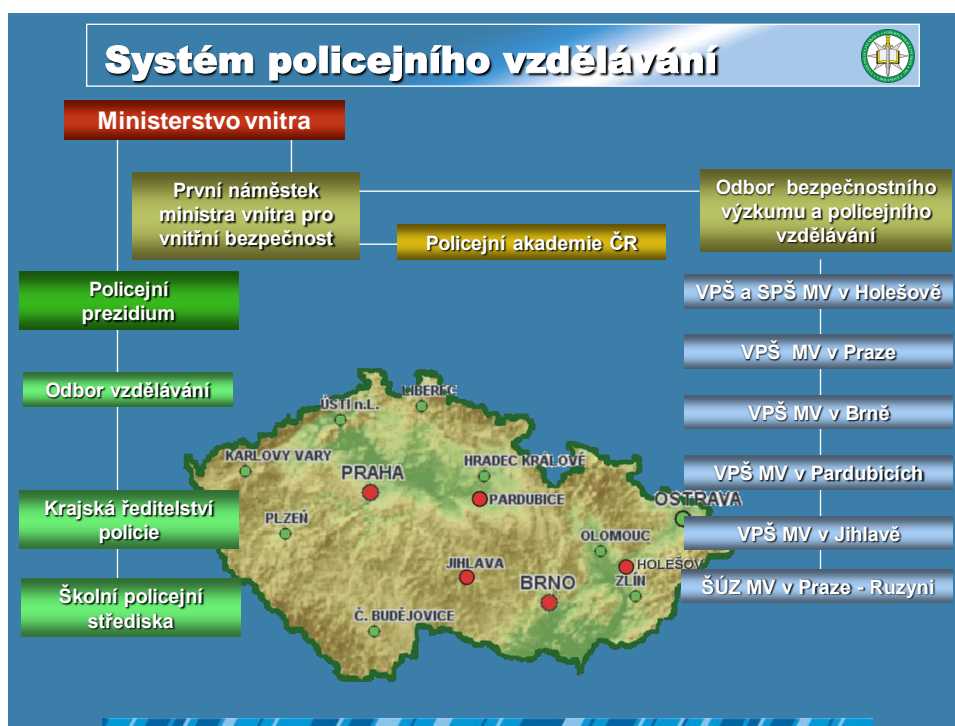 Systém policejního vzdělávání
Ministerstvo vnitra
První náměstek
ministra vnitra pro
vnitřní bezpečnost
Odbor bezpečnostního
výzkumu a policejního
vzdělávání
Policejní akademie ČR
Policejní
prezidium
Odbor vzdělávání
Krajská ředitelství
policie
Školní policejní
střediska
VPŠ a SPŠ MV v Holešově
VPŠ MV v Praze
VPŠ MV v Brně
VPŠ MV v Pardubicích
VPŠ MV v Jihlavě
ŠÚZ MV v Praze - Ruzyni
LIBEREC
ÚSTÍ n.L.
KARLOVY VARY
PRAHA
HRADEC KRÁLOVÉ
PARDUBICE
OSTRAVA
PLZEŇ
OLOMOUC
JIHLAVA
HOLEŠOV
BRNO
ZLÍN
Č. BUDĚJOVICE